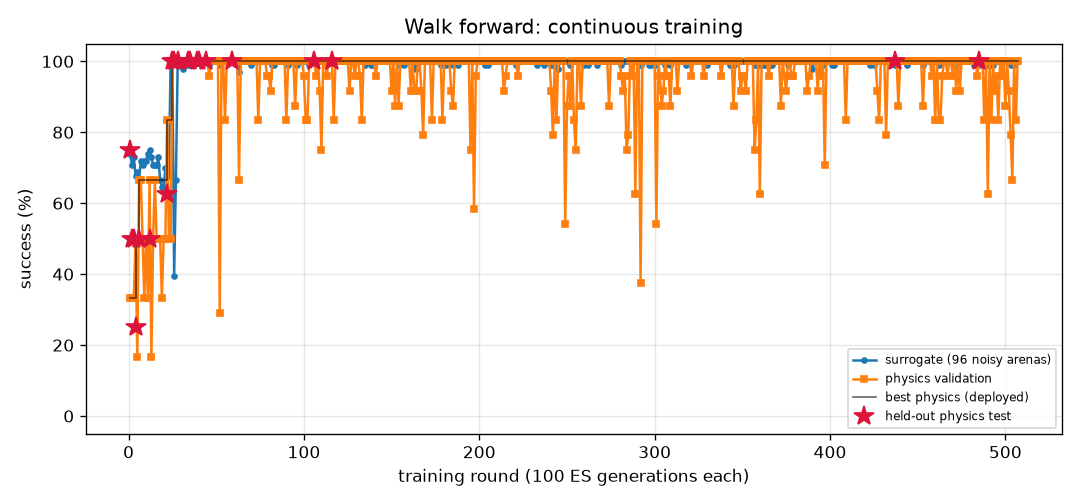 Walk forward: continuous training
success (%)
100
80
60
40
20
0
0 100 200 300 400 500
training round (100 ES generations each)
surrogate (96 noisy arenas)
physics validation
best physics (deployed)
held-out physics test